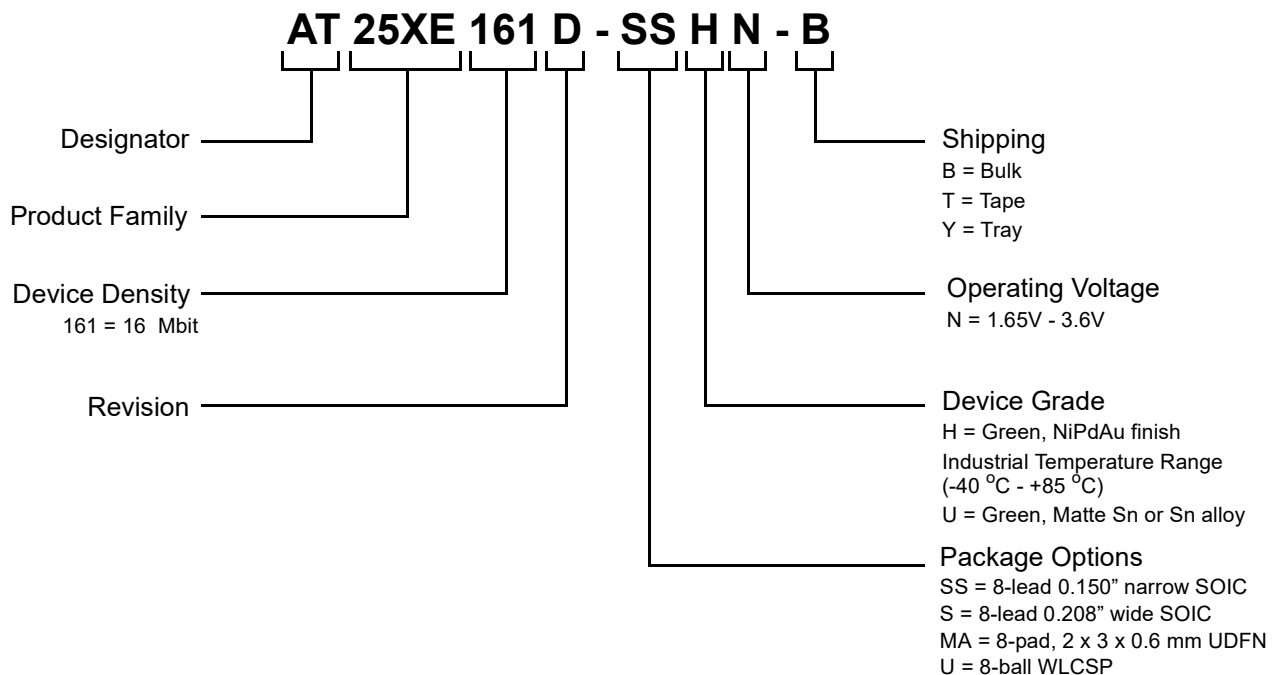 AT 25XE 161 D - SS H N - B
Designator
Product Family
Device Density
161 = 16 Mbit
Revision
Shipping
B = Bulk
T = Tape
Y = Tray
Operating Voltage
N = 1.65V - 3.6V
Device Grade
H = Green, NiPdAu finish
Industrial Temperature Range
(-40 °C - +85 °C)
U = Green, Matte Sn or Sn alloy
Package Options
SS = 8-lead 0.150” narrow SOIC
S = 8-lead 0.208” wide SOIC
MA = 8-pad, 2 x 3 x 0.6 mm UDFN
U = 8-ball WLCSP